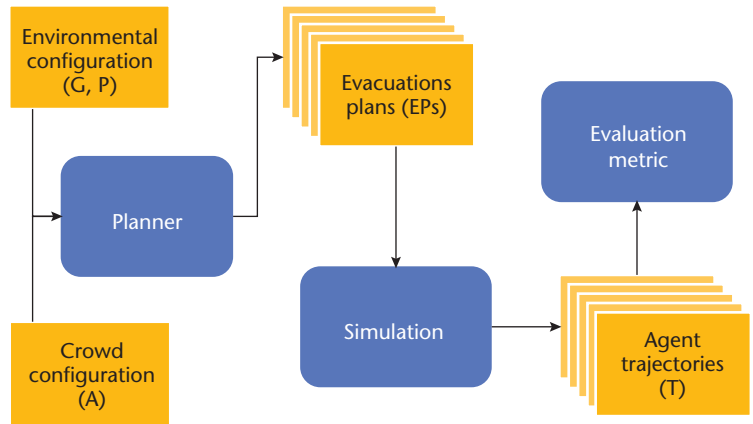 Environmental
configuration
(G, P)
Evacuations
plans (EPs)
Evaluation
metric
Planner
Simulation
Crowd
configuration
(A)
Agent
trajectories
(T)